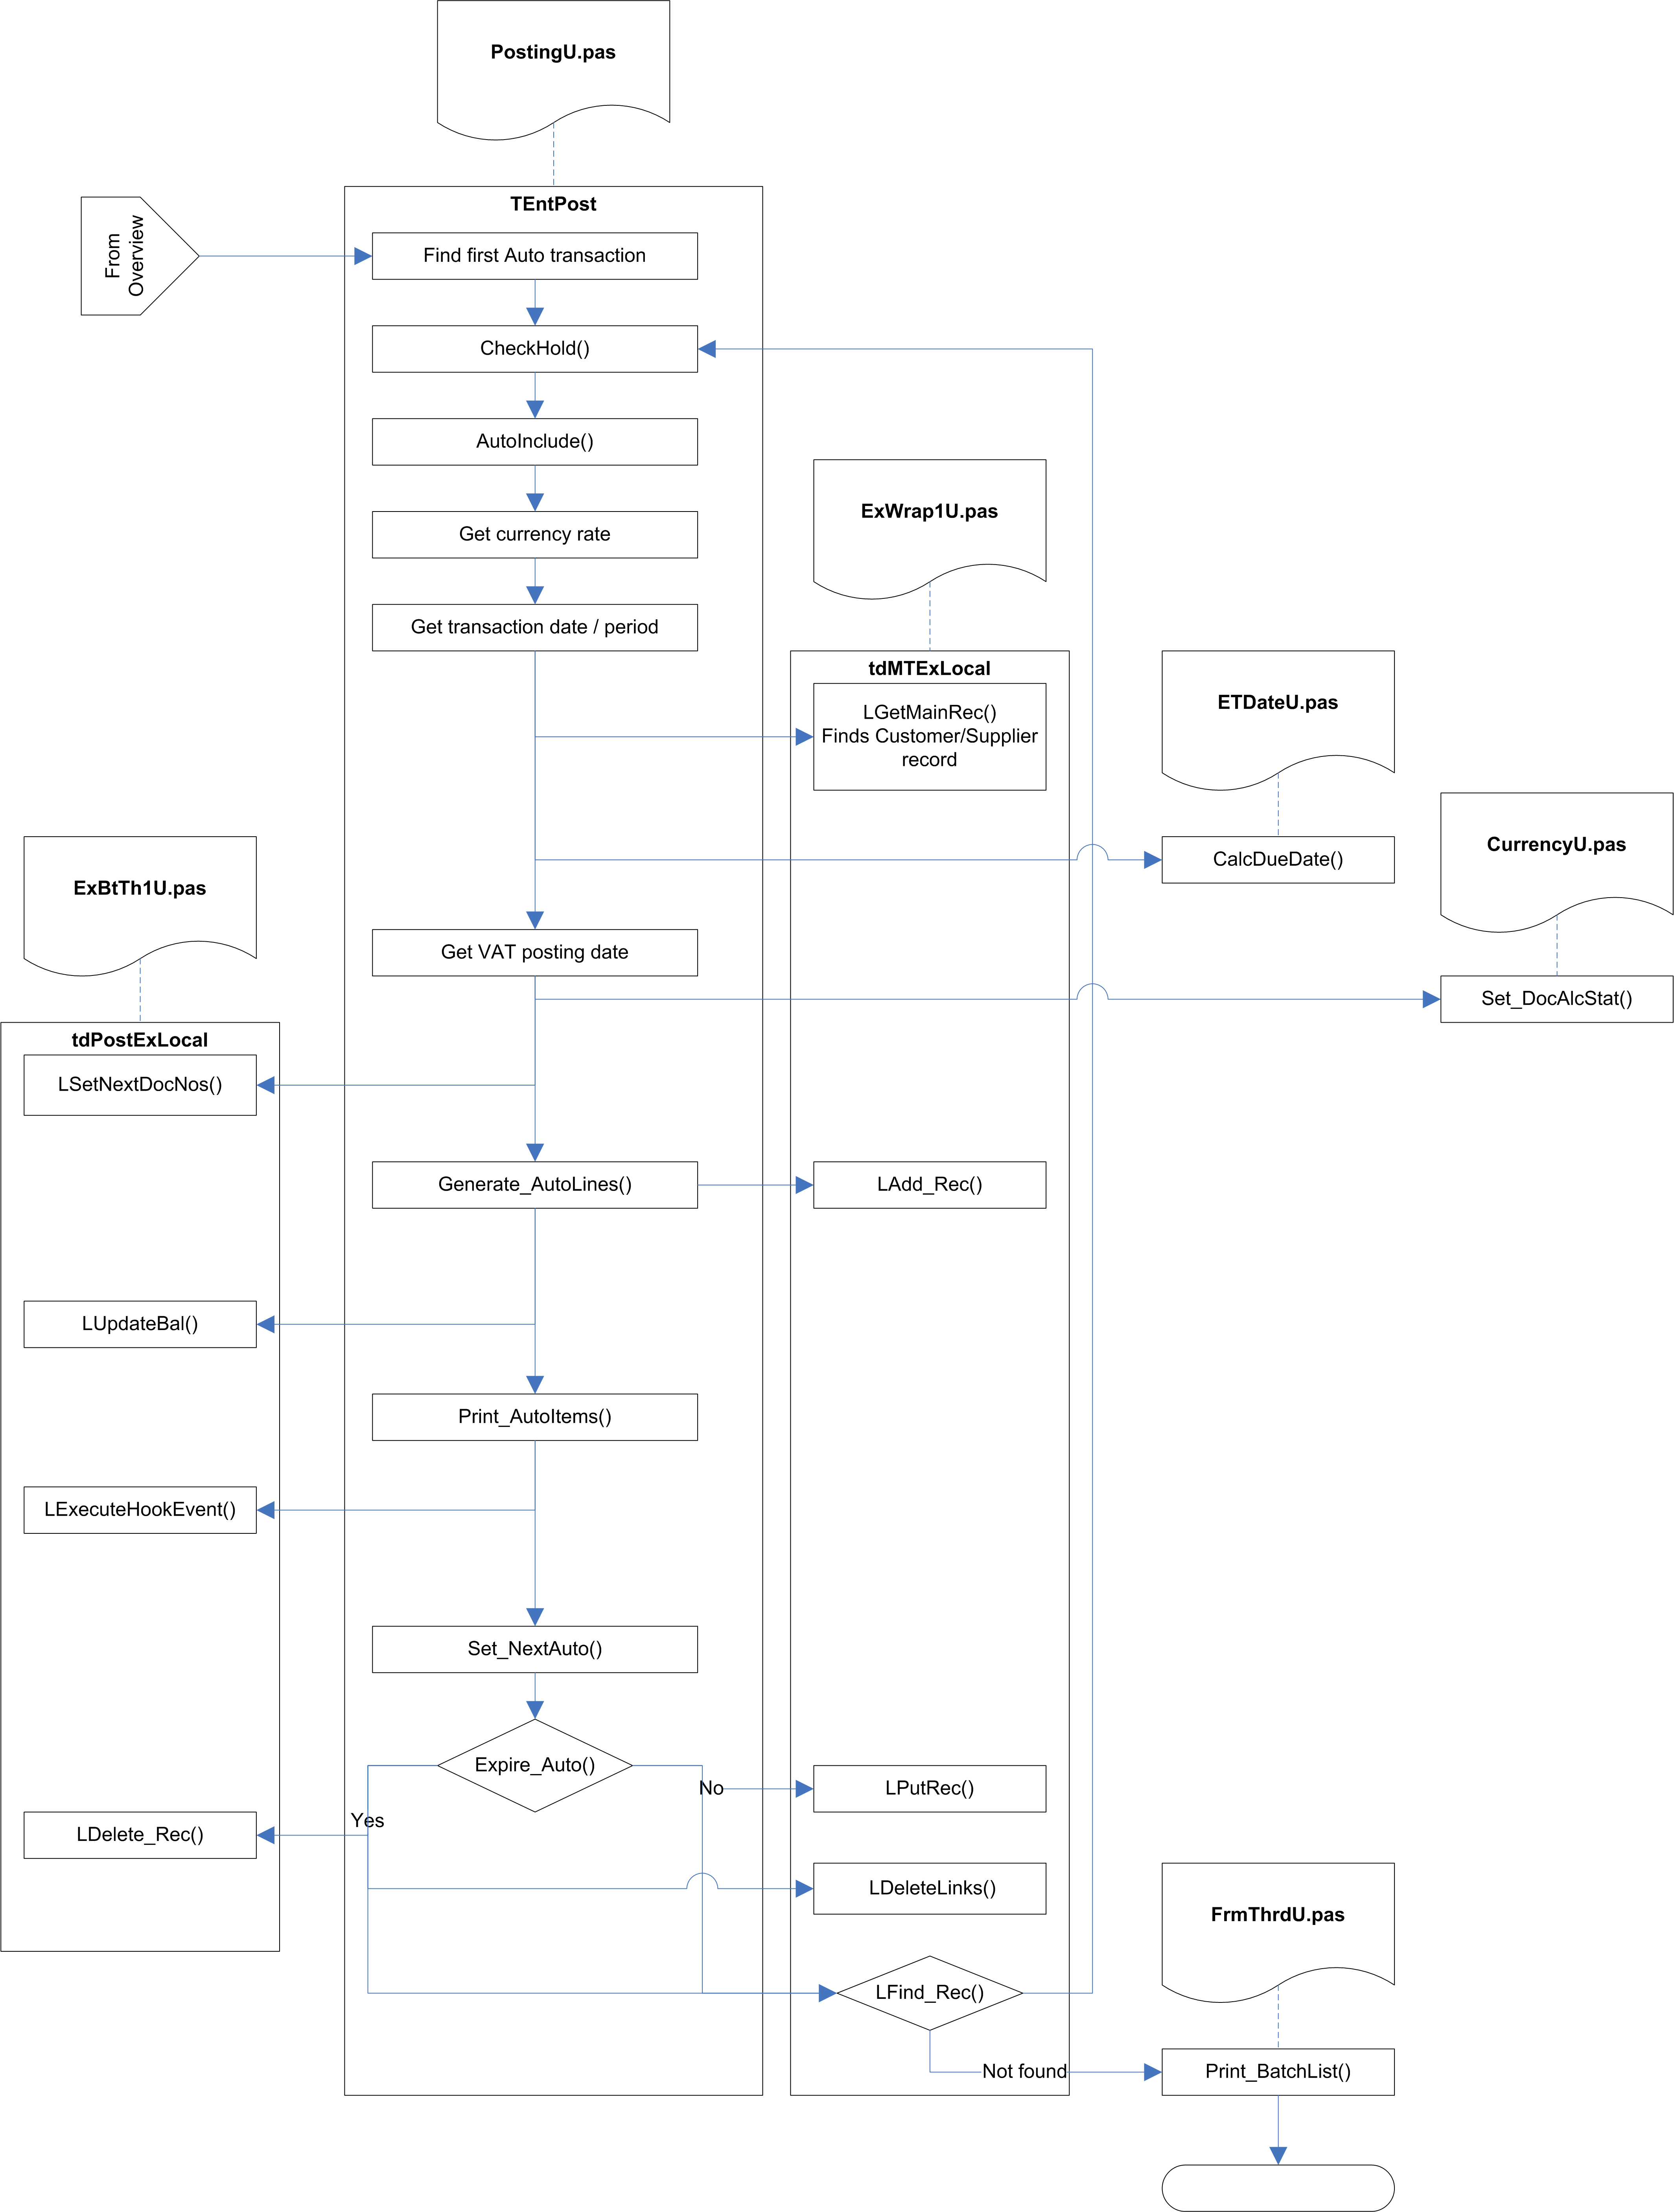 PostingU.pas
TEntPost
From
Overview
Find first Auto transaction
CheckHold()
AutoInclude()
Get currency rate
ExWrap1U.pas
Get transaction date / period
tdMTExLocal
LGetMainRec()
Finds Customer/Supplier
record
ETDateU.pas
CalcDueDate()
CurrencyU.pas
ExBtTh1U.pas
Get VAT posting date
Set_DocAlcStat()
tdPostExLocal
LSetNextDocNos()
Generate_AutoLines()
LAdd_Rec()
LUpdateBal()
Print_AutoItems()
LExecuteHookEvent()
Set_NextAuto()
Expire_Auto()
No
LPutRec()
Yes
LDelete_Rec()
LDeleteLinks()
FrmThrdU.pas
LFind_Rec()
Not found
Print_BatchList()